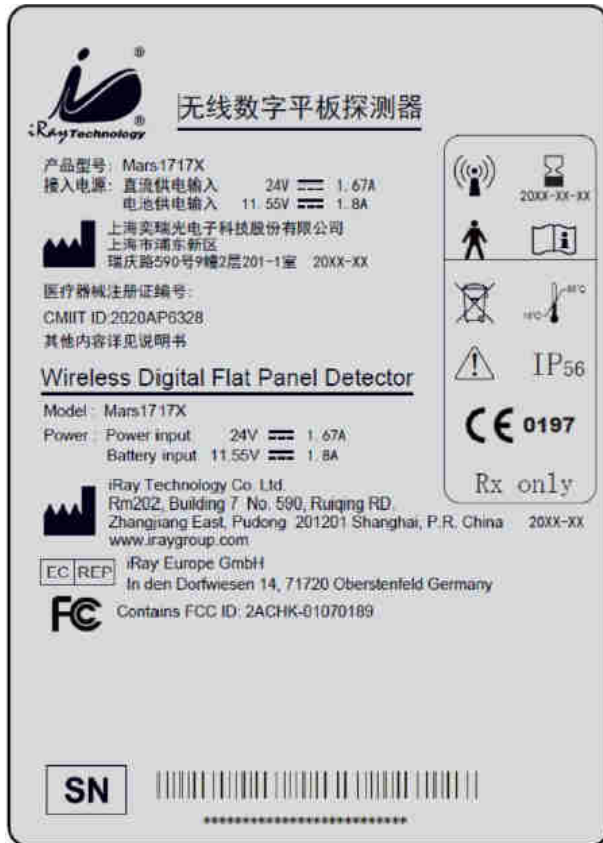 iRay Technology
无线数字平板探测器
产品型号: Mars1717X
接入电源: 直流供电输入 24V 1.67A
电池供电输入 11.55V 1.8A
上海奕瑞光电子科技股份有限公司
上海市浦东新区
瑞庆路590号9幢2层201-1室 20XX-XX
医疗器械注册证编号:
CMIIT ID:2020AP6328
其他内容详见说明书
20XX-XX-XX
IP56
CE 0197
Rx only
Wireless Digital Flat Panel Detector
Model : Mars1717X
Power : Power input 24V 1.67A
Battery input 11.55V 1.8A
iRay Technology Co. Ltd.
Rm202, Building 7 No. 590, Ruiqing RD.
Zhangjiang East, Pudong 201201 Shanghai, P.R. China 20XX-XX
www.iraygroup.com
EC REP iRay Europe GmbH
In den Dorfwiesen 14, 71720 Oberstenfeld Germany
FC Contains FCC ID: 2ACHK-01070189
SN
**************************